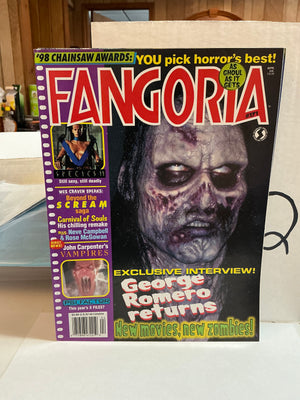 '98 CHAINSAW AWARDS: YOU pick horror's best!
FANGORIA
AS
GHOUL AS
IT GETS
SPECIES II
Still sexy, still deadly
WES CRAVEN SPEAKS:
Beyond the
SCREAM
saga
Carnival of Souls
His chilling remake
PLUS Neve Campbell
& Rose McGowan
John Carpenter's
VAMPIRES
PSI FACTOR
This year's X FILES?
EXCLUSIVE INTERVIEW!
George
Romero
returns
New movies, new zombies!